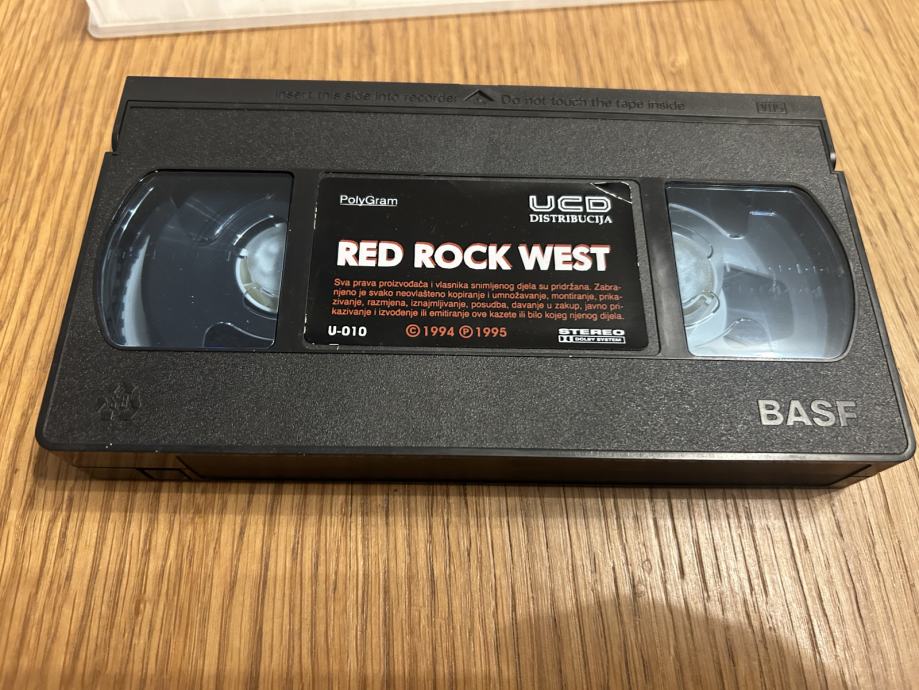 Insert this side into recorder Do not touch the tape inside VHS
PolyGram
UCD
DISTRIBUCIJA
RED ROCK WEST
Sva prava proizvođača i vlasnika snimljenog djela su pridržana. Zabra-
njeno je svako neovlašteno kopiranje i umnožavanje, montiranje, prika-
zivanje, razmjena, iznajmljivanje, posudba, davanje u zakup, javno pri-
kazivanje i izvođenje ili emitiranje ove kazete ili bilo kojeg njenog dijela.
U-010
© 1994 ℗ 1995
STEREO
DOLBY SYSTEM
BASF